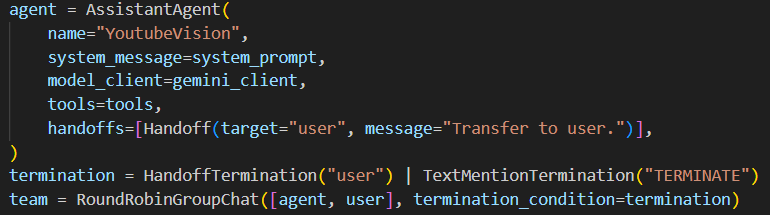 agent = AssistantAgent(
    name="YoutubeVision",
    system_message=system_prompt,
    model_client=gemini_client,
    tools=tools,
    handoffs=[Handoff(target="user", message="Transfer to user.")],
)
termination = HandoffTermination("user") | TextMentionTermination("TERMINATE")
team = RoundRobinGroupChat([agent, user], termination_condition=termination)